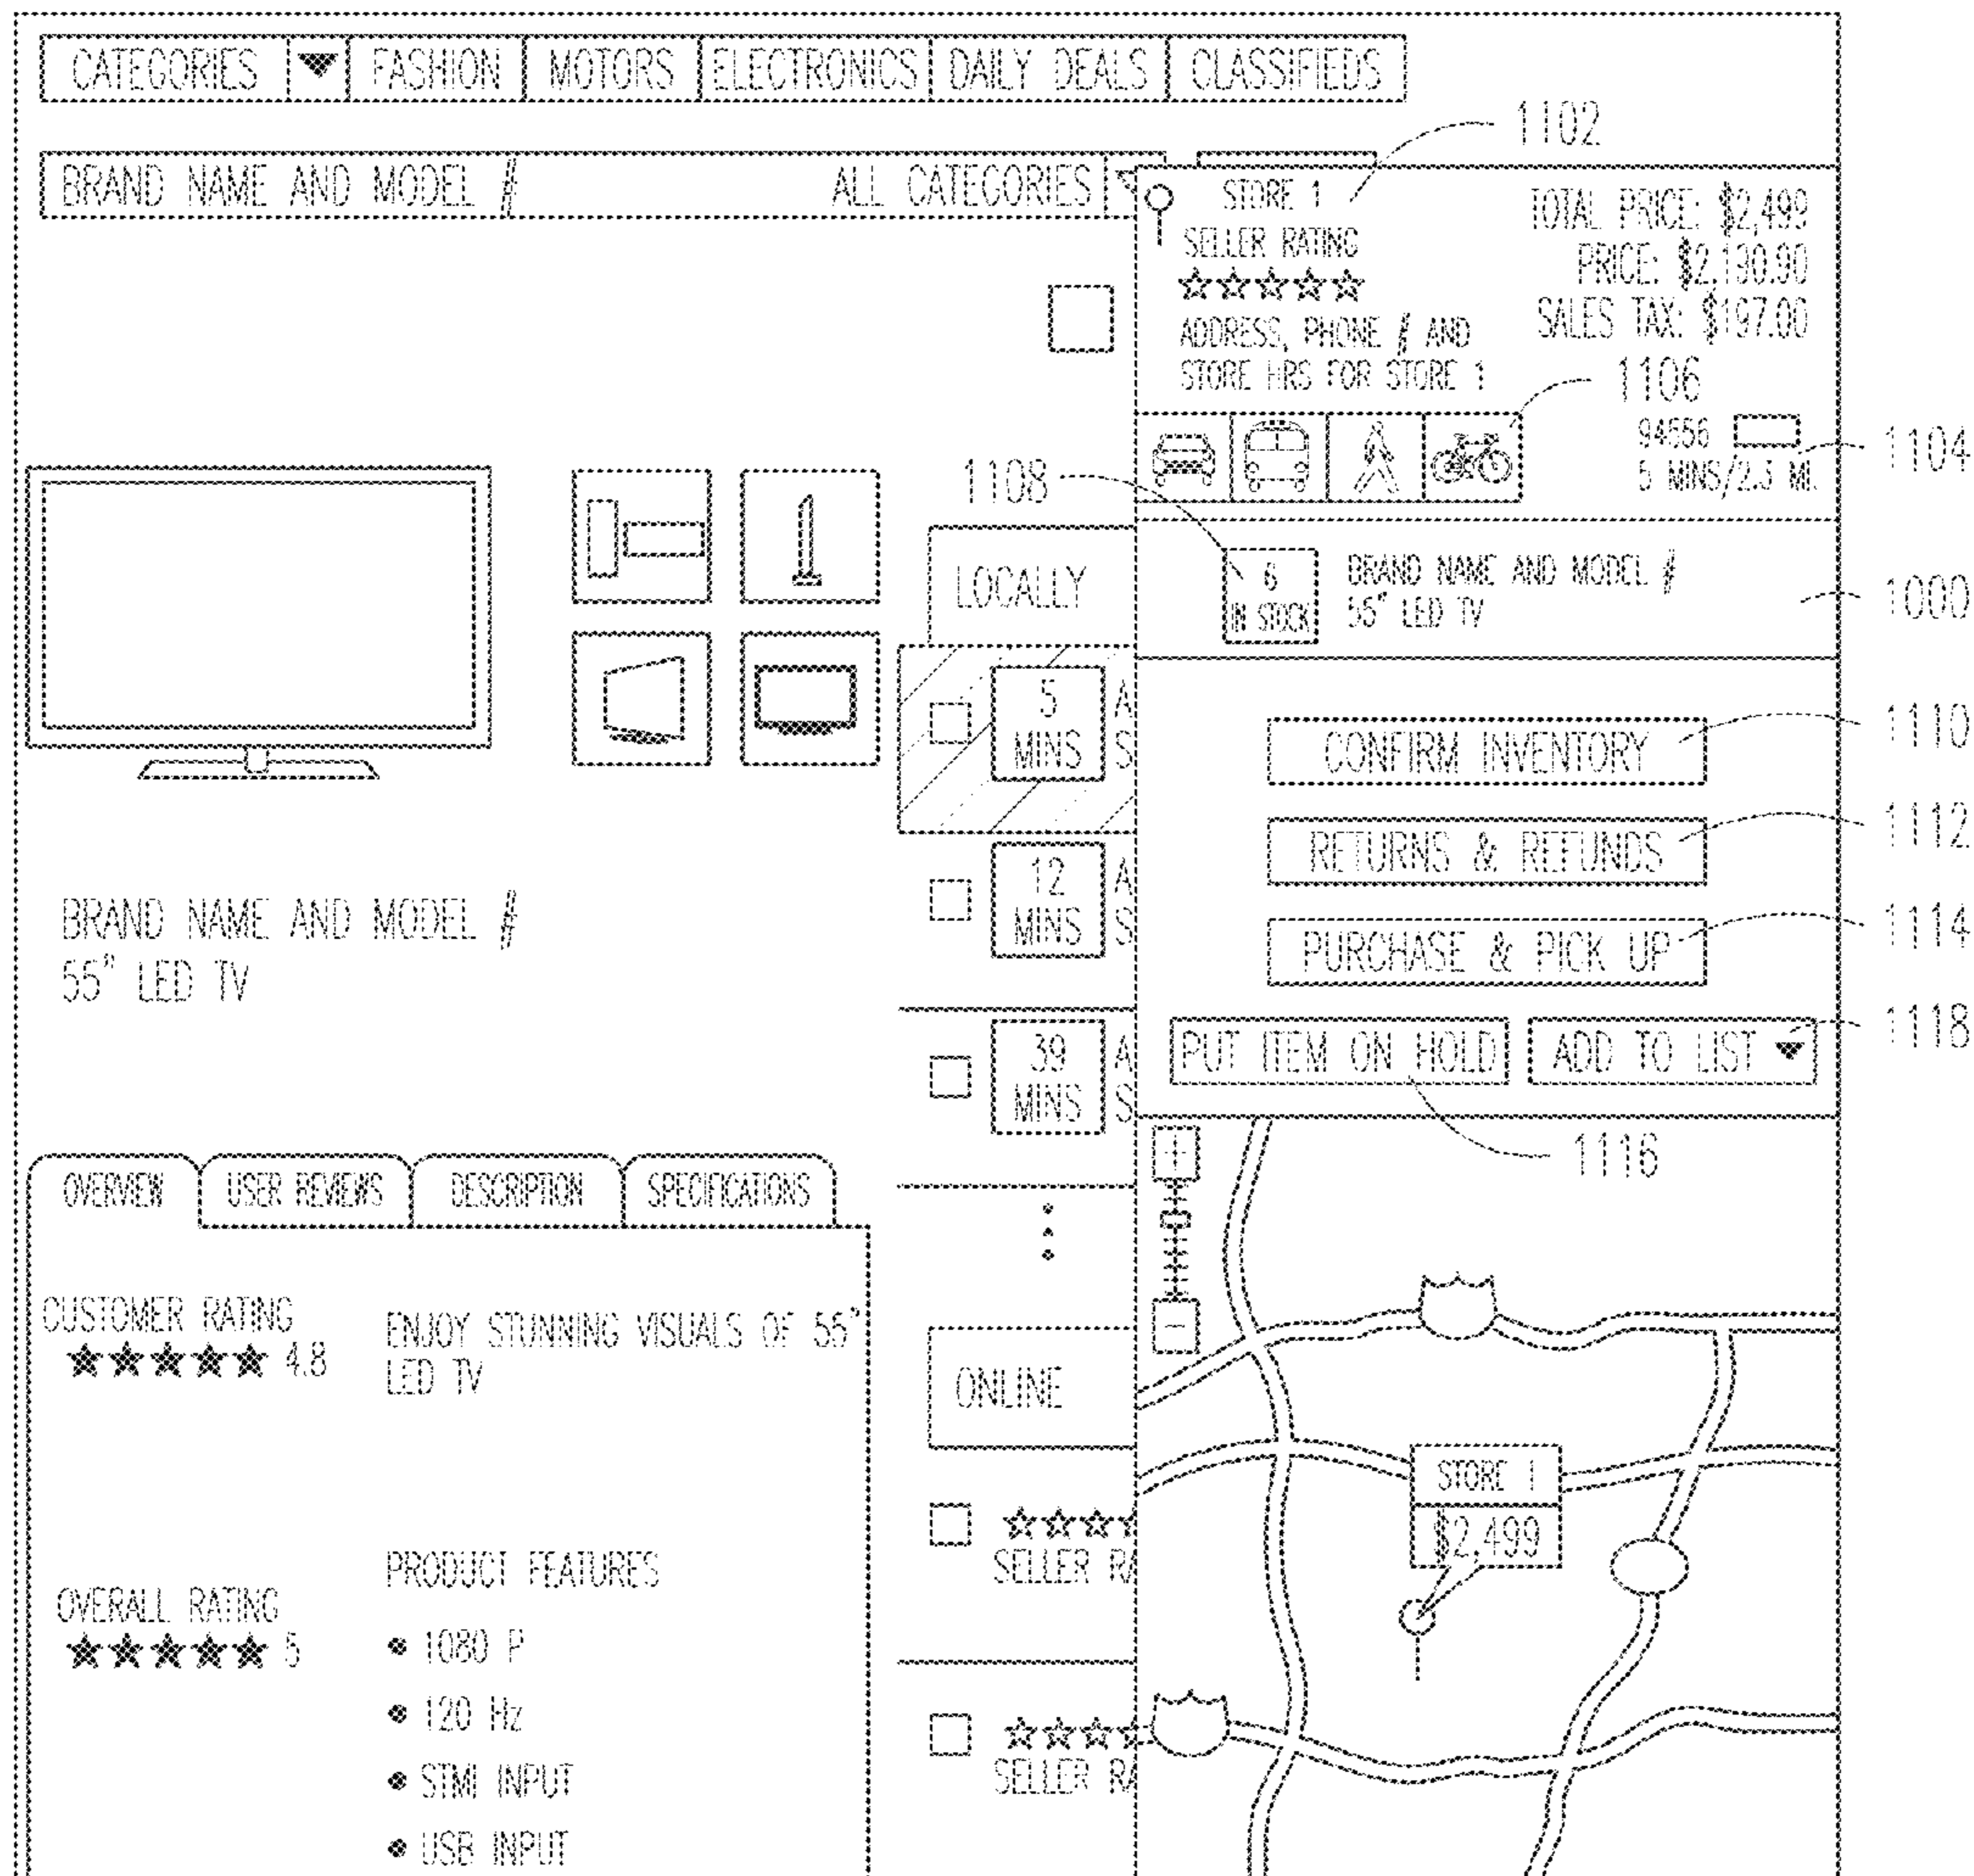 CATEGORIES FASHION MOTORS ELECTRONICS DAILY DEALS CLASSIFIEDS
1102
BRAND NAME AND MODEL # ALL CATEGORIES
STORE 1
SELLER RATING
ADDRESS, PHONE # AND
STORE HRS FOR STORE 1
TOTAL PRICE: $2,499
PRICE:
SALES TAX: $197.00
1106
94556
5 MINS/2.3 MI.
1104
1108
6
IN STOCK
BRAND NAME AND MODEL #
55" LED TV
1000
LOCALLY
5
MINS
A
S
12
MINS
A
S
39
MINS
A
S
CONFIRM INVENTORY
1110
RETURNS & REFUNDS
1112
PURCHASE & PICK UP
1114
PUT ITEM ON HOLD
ADD TO LIST
1118
1116
BRAND NAME AND MODEL #
55" LED TV
OVERVIEW USER REVIEWS DESCRIPTION SPECIFICATIONS
CUSTOMER RATING
4.8
ENJOY STUNNING VISUALS OF 55"
LED TV
OVERALL RATING
5
PRODUCT FEATURES
• 1080 P
• 120 Hz
• STMI INPUT
• USB INPUT
ONLINE
SELLER RA
SELLER RA
STORE 1
$2,499